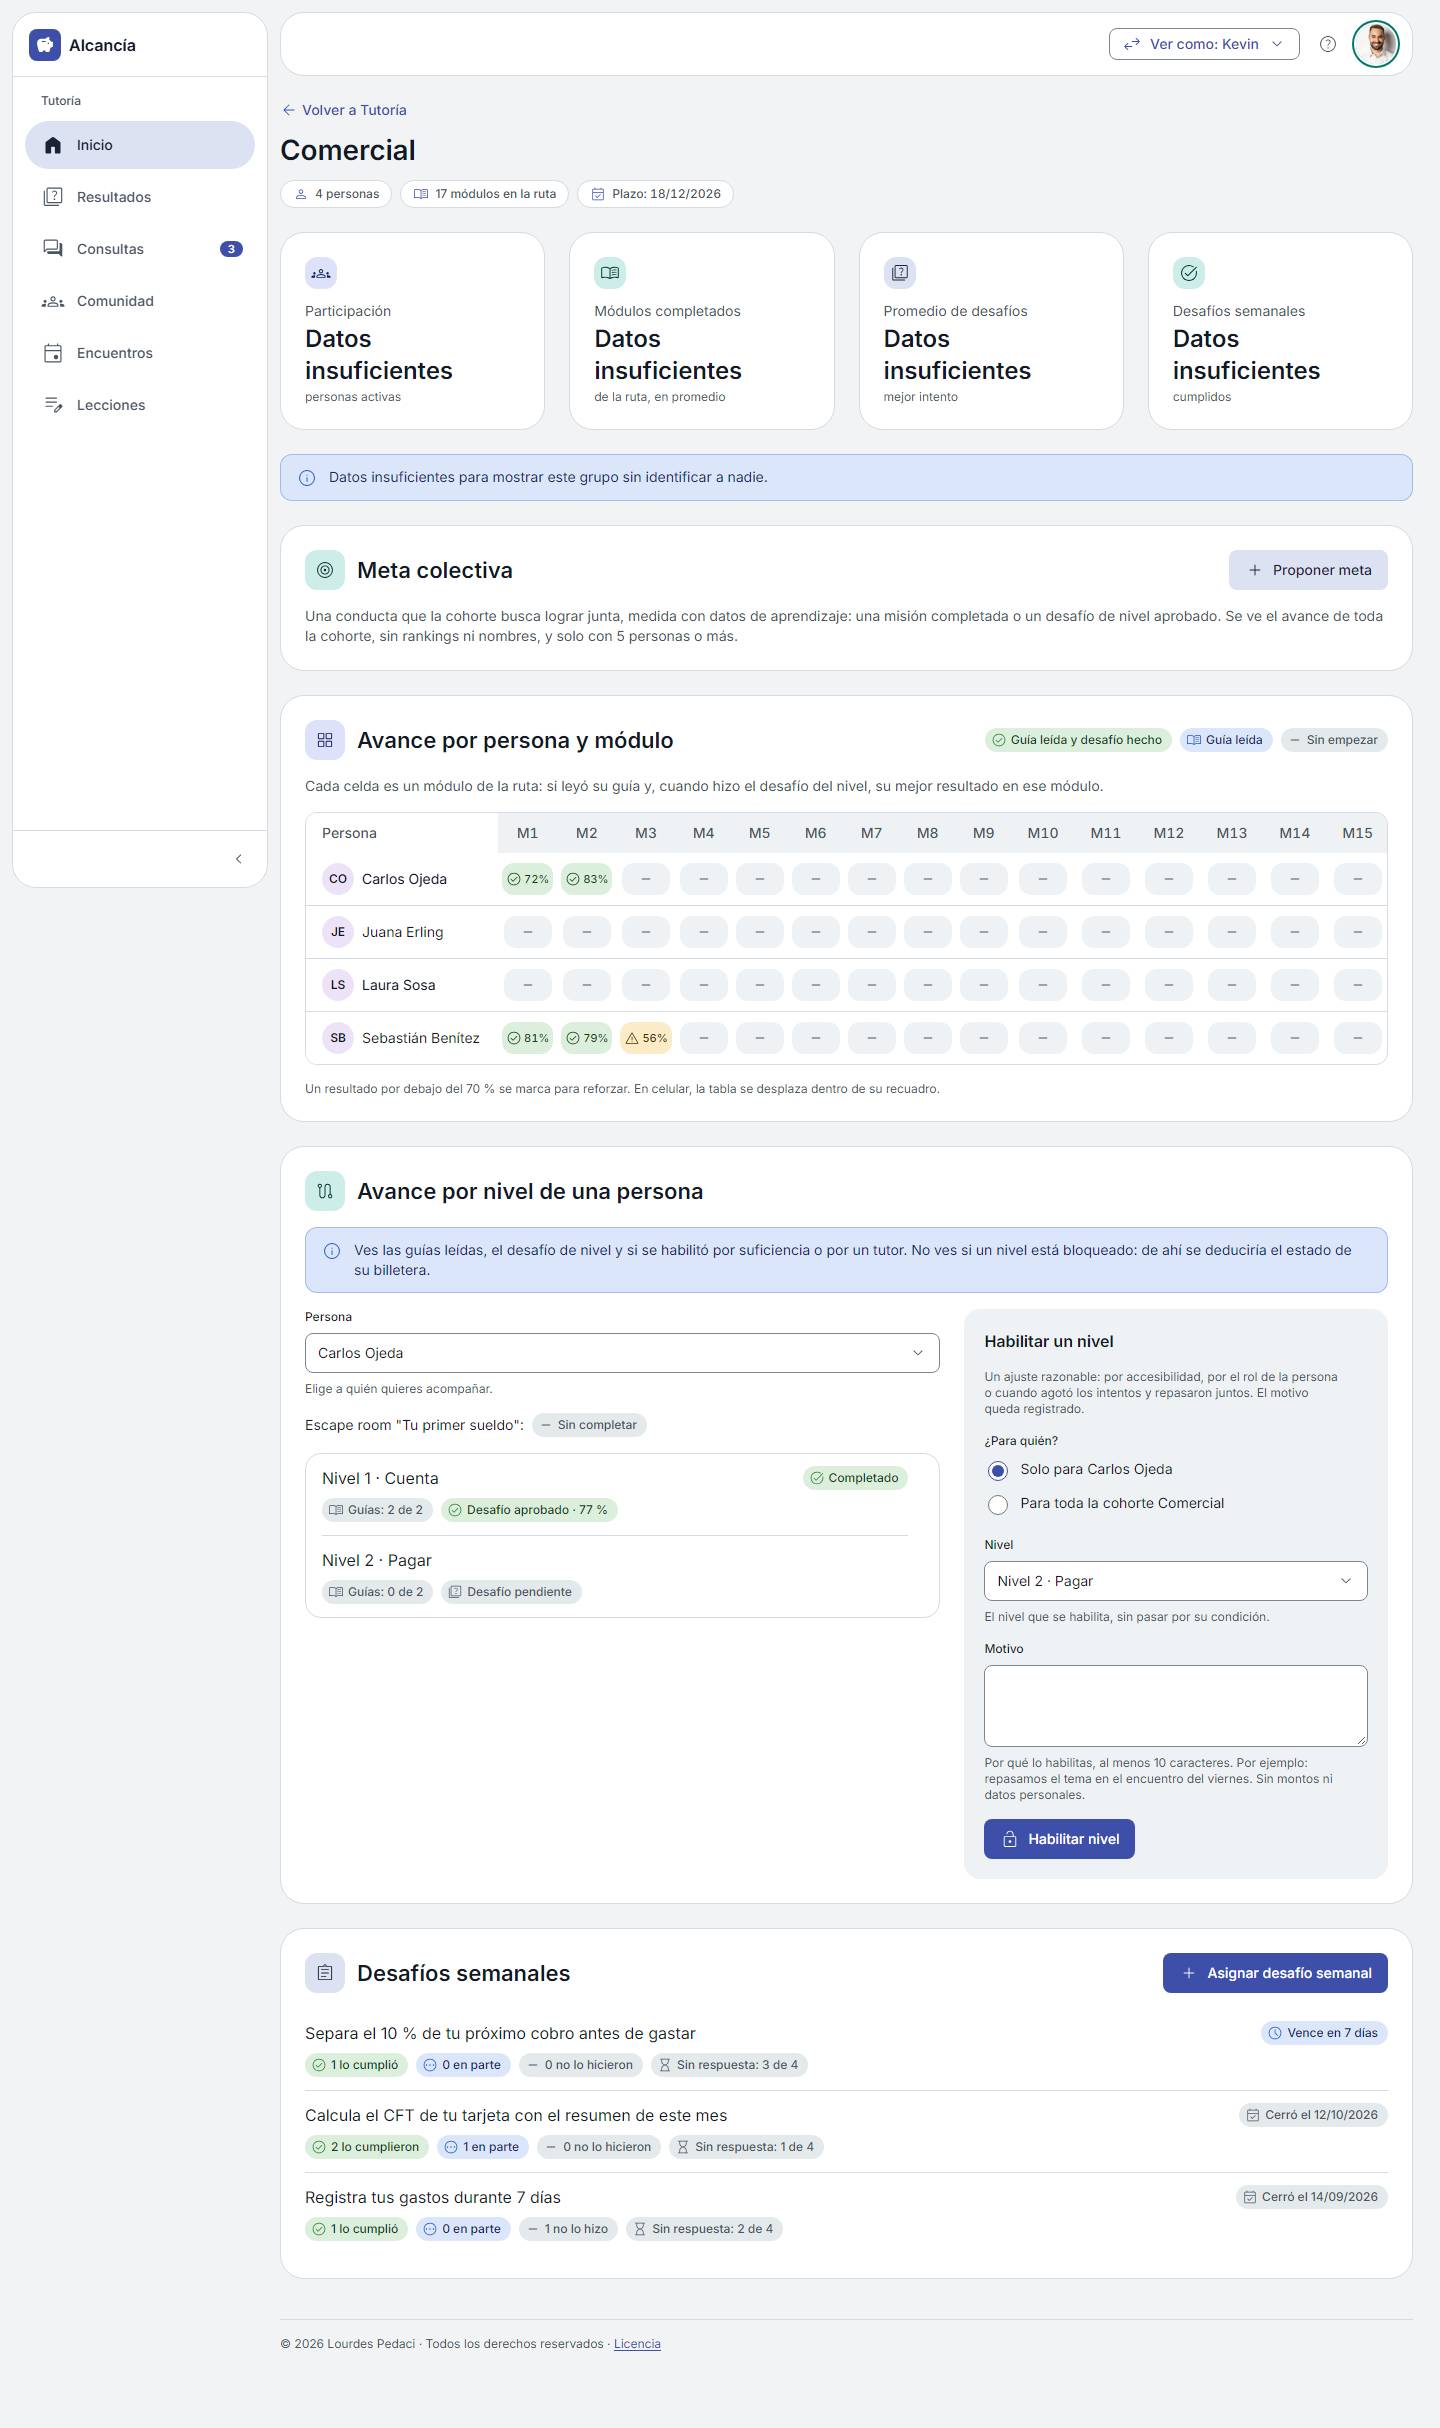 Alcancía
Ver como: Kevin
Tutoría
Inicio
Resultados
Consultas 3
Comunidad
Encuentros
Lecciones
Volver a Tutoría
Comercial
4 personas 17 módulos en la ruta Plazo: 18/12/2026
Participación
Datos
insuficientes
personas activas
Módulos completados
Datos
insuficientes
de la ruta, en promedio
Promedio de desafíos
Datos
insuficientes
mejor intento
Desafíos semanales
Datos
insuficientes
cumplidos
Datos insuficientes para mostrar este grupo sin identificar a nadie.
Meta colectiva
Proponer meta
Una conducta que la cohorte busca lograr junta, medida con datos de aprendizaje: una misión completada o un desafío de nivel aprobado. Se ve el avance de toda
la cohorte, sin rankings ni nombres, y solo con 5 personas o más.
Avance por persona y módulo
Guía leída y desafío hecho Guía leída — Sin empezar
Cada celda es un módulo de la ruta: si leyó su guía y, cuando hizo el desafío del nivel, su mejor resultado en ese módulo.
Persona M1 M2 M3 M4 M5 M6 M7 M8 M9 M10 M11 M12 M13 M14 M15
CO Carlos Ojeda 72% 83% — — — — — — — — — — — — —
JE Juana Erling — — — — — — — — — — — — — — —
LS Laura Sosa — — — — — — — — — — — — — — —
SB Sebastián Benítez 81% 79% 56% — — — — — — — — — — — —
Un resultado por debajo del 70 % se marca para reforzar. En celular, la tabla se desplaza dentro de su recuadro.
Avance por nivel de una persona
Ves las guías leídas, el desafío de nivel y si se habilitó por suficiencia o por un tutor. No ves si un nivel está bloqueado: de ahí se deduciría el estado de
su billetera.
Persona
Carlos Ojeda
Elige a quién quieres acompañar.
Escape room "Tu primer sueldo": — Sin completar
Nivel 1 · Cuenta Completado
Guías: 2 de 2 Desafío aprobado · 77 %
Nivel 2 · Pagar
Guías: 0 de 2 Desafío pendiente
Habilitar un nivel
Un ajuste razonable: por accesibilidad, por el rol de la persona
o cuando agotó los intentos y repasaron juntos. El motivo
queda registrado.
¿Para quién?
Solo para Carlos Ojeda
Para toda la cohorte Comercial
Nivel
Nivel 2 · Pagar
El nivel que se habilita, sin pasar por su condición.
Motivo
Por qué lo habilitas, al menos 10 caracteres. Por ejemplo:
repasamos el tema en el encuentro del viernes. Sin montos ni
datos personales.
Habilitar nivel
Desafíos semanales
Asignar desafío semanal
Separa el 10 % de tu próximo cobro antes de gastar Vence en 7 días
1 lo cumplió 0 en parte — 0 no lo hicieron Sin respuesta: 3 de 4
Calcula el CFT de tu tarjeta con el resumen de este mes Cerró el 12/10/2026
2 lo cumplieron 1 en parte — 0 no lo hicieron Sin respuesta: 1 de 4
Registra tus gastos durante 7 días Cerró el 14/09/2026
1 lo cumplió 0 en parte — 1 no lo hizo Sin respuesta: 2 de 4
© 2026 Lourdes Pedaci · Todos los derechos reservados · Licencia